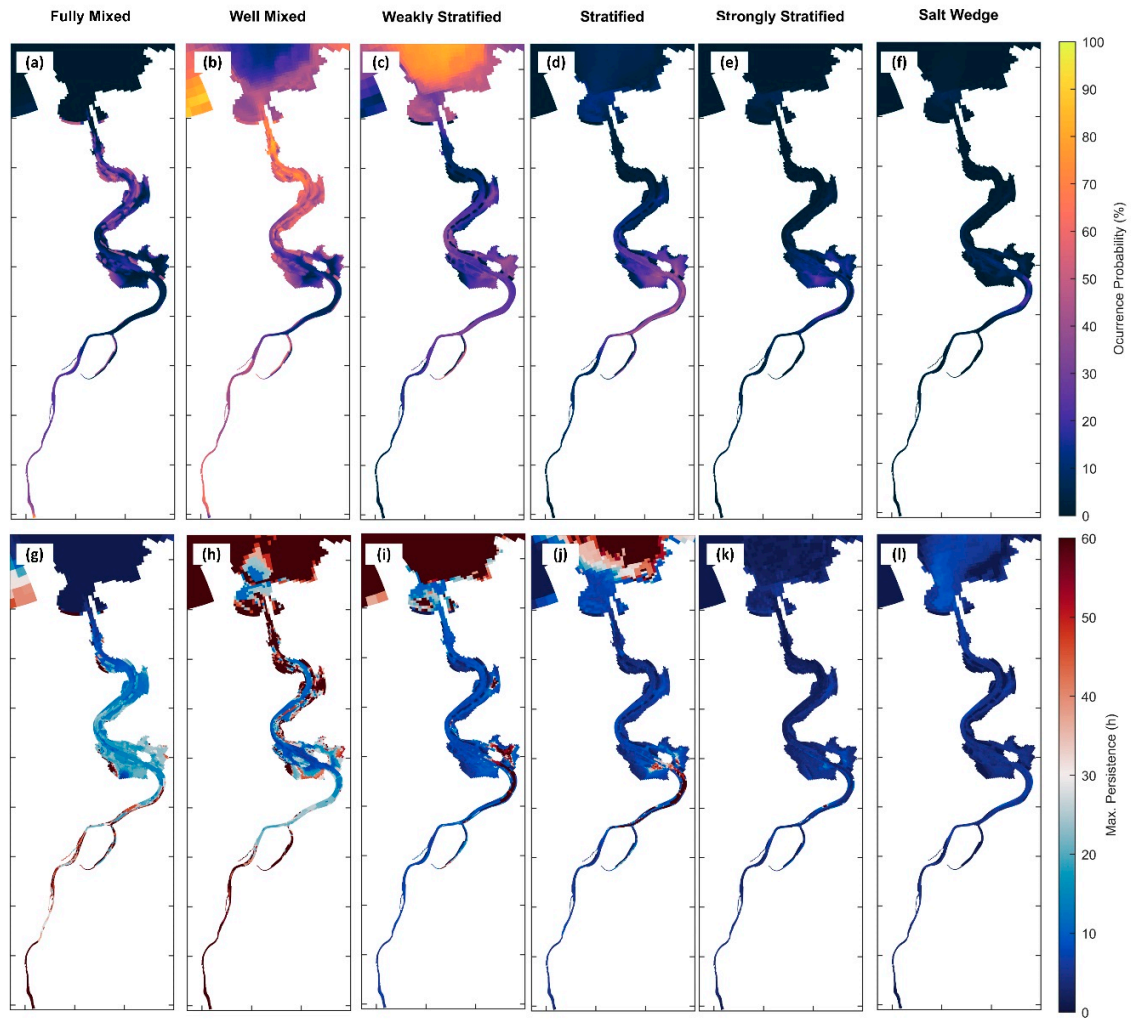 Fully Mixed
Well Mixed
Weakly Stratified
Stratified
Strongly Stratified
Salt Wedge
(a)
(b)
(c)
(d)
(e)
(f)
100
90
80
70
60
50
40
30
20
10
0
Ocurrence Probability (%)
(g)
(h)
(i)
(j)
(k)
(l)
60
50
40
30
20
10
0
Max. Persistence (h)